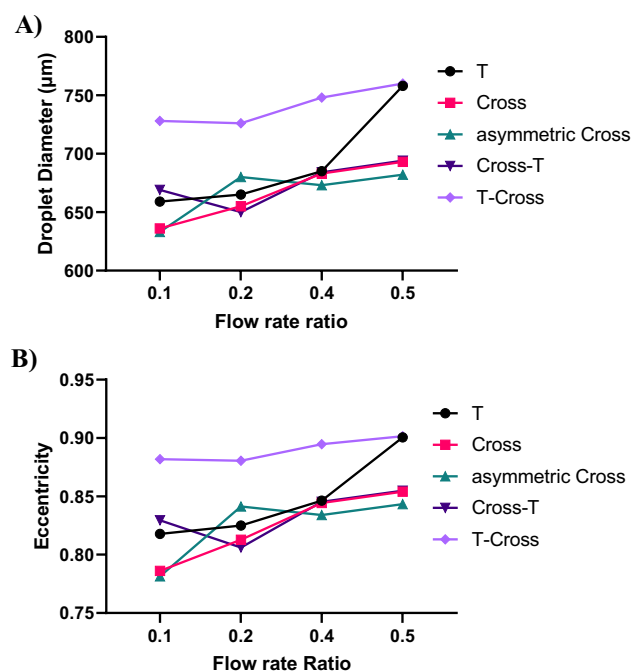 A)
800
750
700
650
600
Droplet Diameter (µm)
0.1 0.2 0.4 0.5
Flow rate ratio
T
Cross
asymmetric Cross
Cross-T
T-Cross
B)
0.95
0.90
0.85
0.80
0.75
Eccentricity
0.1 0.2 0.4 0.5
Flow rate Ratio
T
Cross
asymmetric Cross
Cross-T
T-Cross